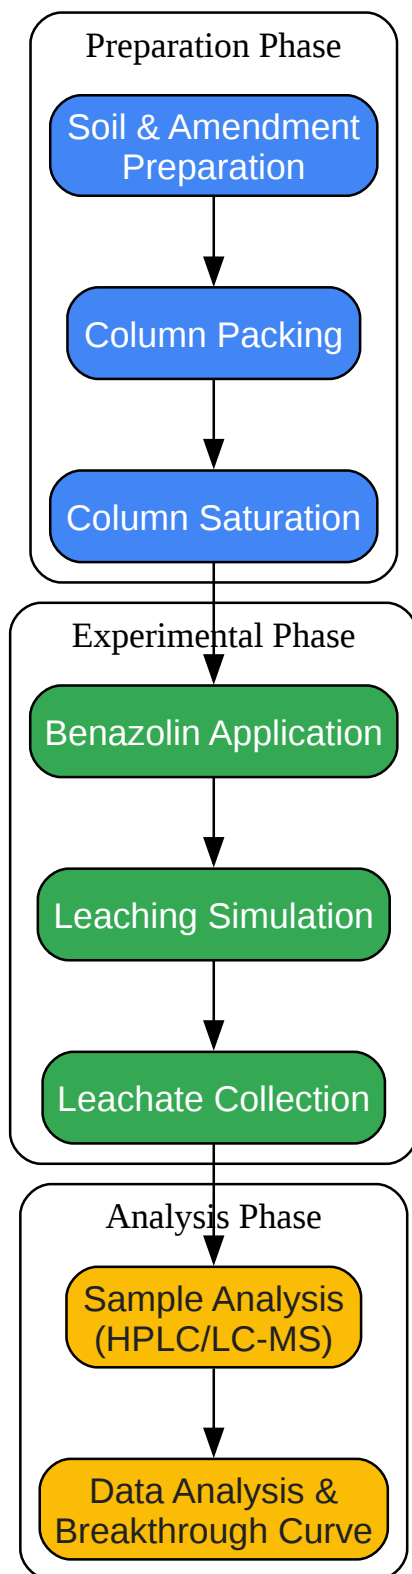 Preparation Phase
Soil & Amendment
Preparation
Column Packing
Column Saturation
Experimental Phase
Benazolin Application
Leaching Simulation
Leachate Collection
Analysis Phase
Sample Analysis
(HPLC/LC-MS)
Data Analysis &
Breakthrough Curve